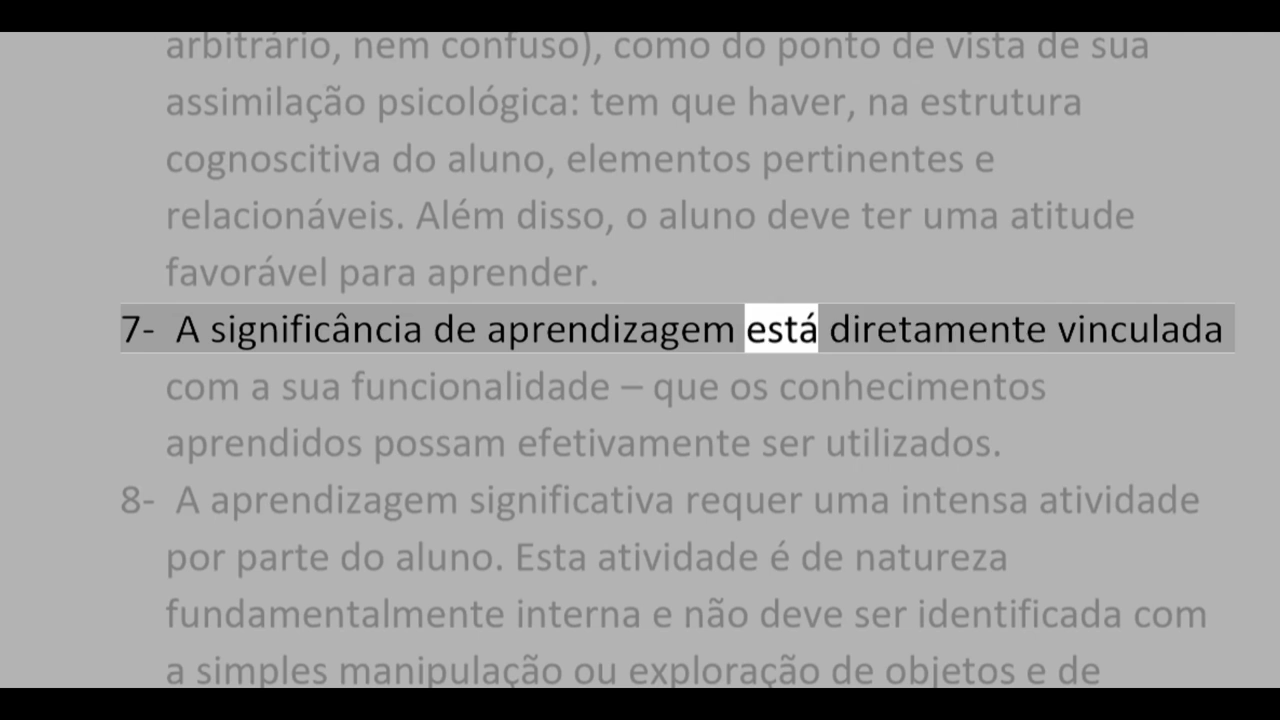 arbitrário, nem confuso), como do ponto de vista de sua
assimilação psicológica: tem que haver, na estrutura
cognoscitiva do aluno, elementos pertinentes e
relacionáveis. Além disso, o aluno deve ter uma atitude
favorável para aprender.
7- A significância de aprendizagem está diretamente vinculada
com a sua funcionalidade – que os conhecimentos
aprendidos possam efetivamente ser utilizados.
8- A aprendizagem significativa requer uma intensa atividade
por parte do aluno. Esta atividade é de natureza
fundamentalmente interna e não deve ser identificada com
a simples manipulação ou exploração de objetos e de